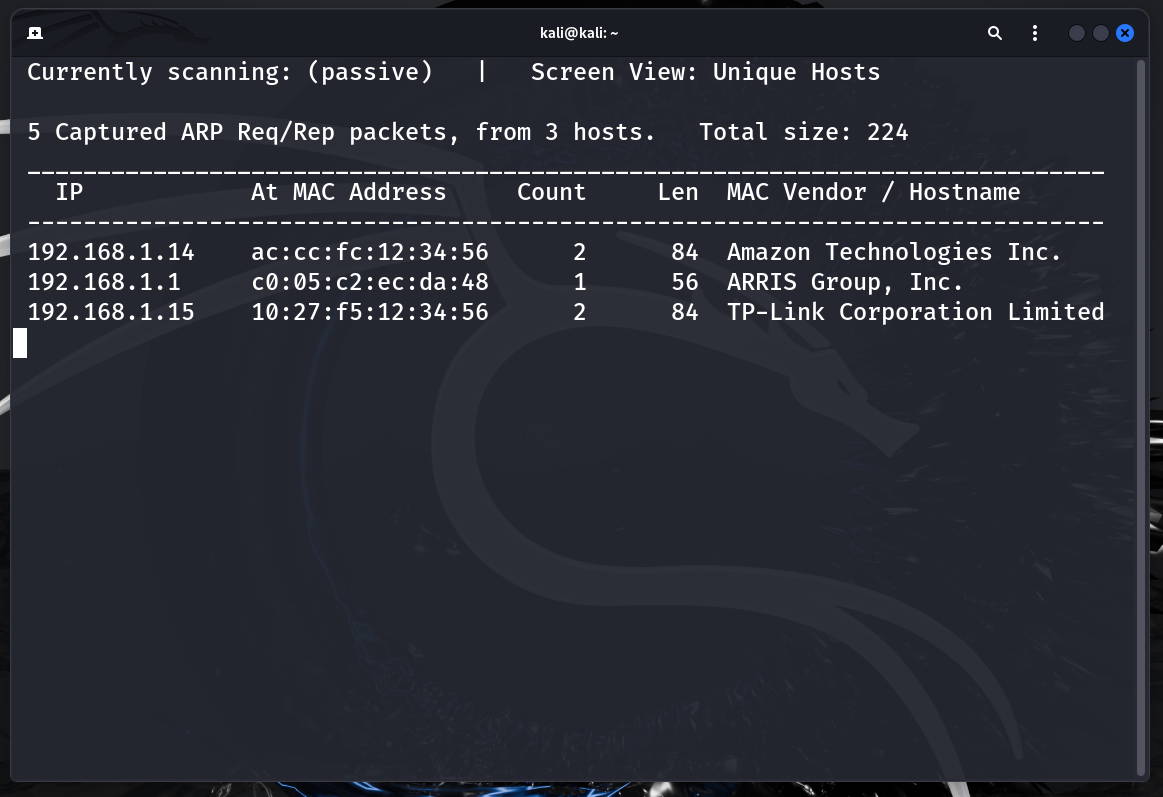 kali@kali: ~
Currently scanning: (passive)   |   Screen View: Unique Hosts
5 Captured ARP Req/Rep packets, from 3 hosts.   Total size: 224
_____________________________________________________________________________
  IP            At MAC Address     Count     Len  MAC Vendor / Hostname
-----------------------------------------------------------------------------
192.168.1.14    ac:cc:fc:12:34:56      2      84  Amazon Technologies Inc.
192.168.1.1     c0:05:c2:ec:da:48      1      56  ARRIS Group, Inc.
192.168.1.15    10:27:f5:12:34:56      2      84  TP-Link Corporation Limited